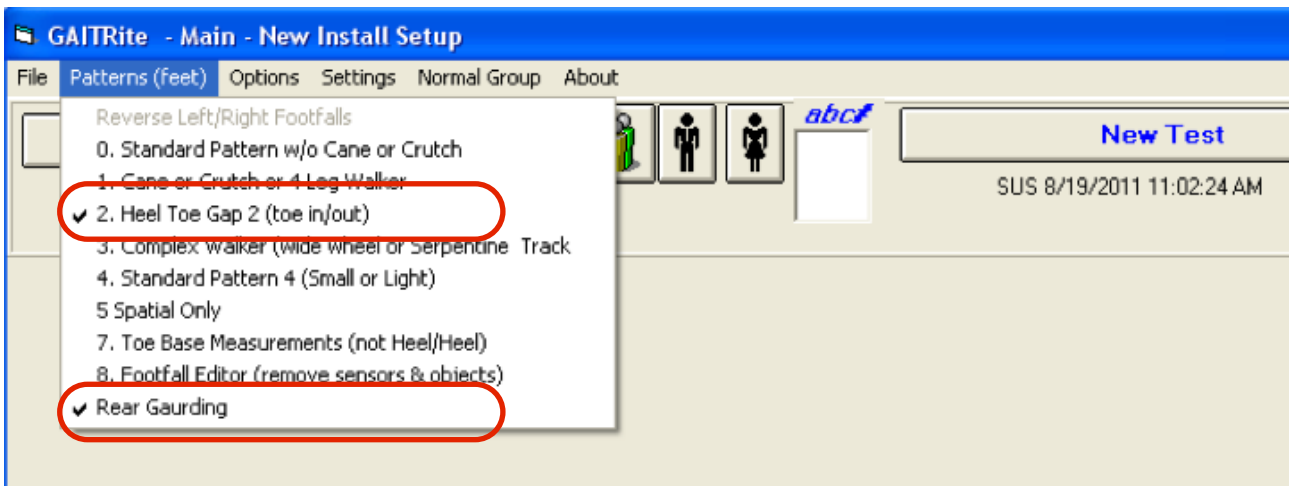 GAITRite - Main - New Install Setup
File Patterns (feet) Options Settings Normal Group About
Reverse Left/Right Footfalls
0. Standard Pattern w/o Cane or Crutch
1. Cane or Crutch or 4 Leg Walker
2. Heel Toe Gap 2 (toe in/out)
3. Complex Walker (wide wheel or Serpentine Track
4. Standard Pattern 4 (Small or Light)
5 Spatial Only
7. Toe Base Measurements (not Heel/Heel)
8. Footfall Editor (remove sensors & objects)
Rear Gaurding
abc
New Test
SUS 8/19/2011 11:02:24 AM